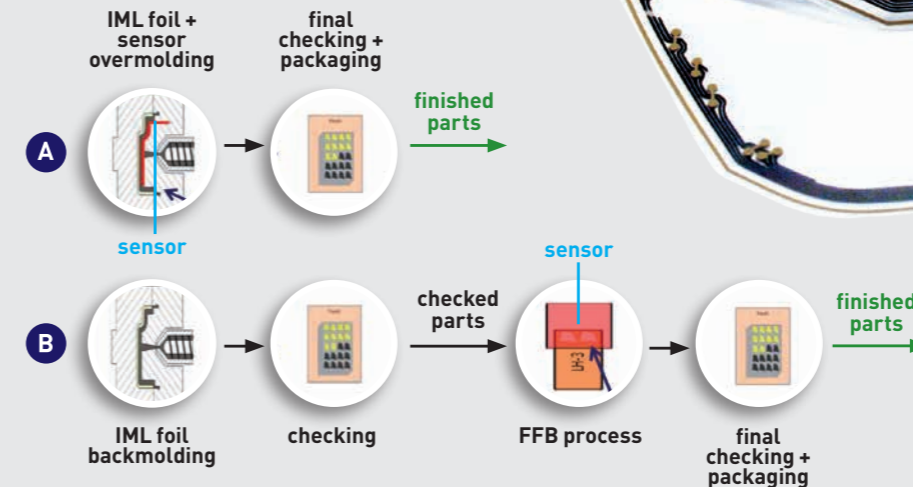 IML foil +
sensor
overmolding
final
checking +
packaging
finished
parts
A
sensor
sensor
B
checked
parts
finished
parts
IML foil
backmolding
checking
FFB process
final
checking +
packaging